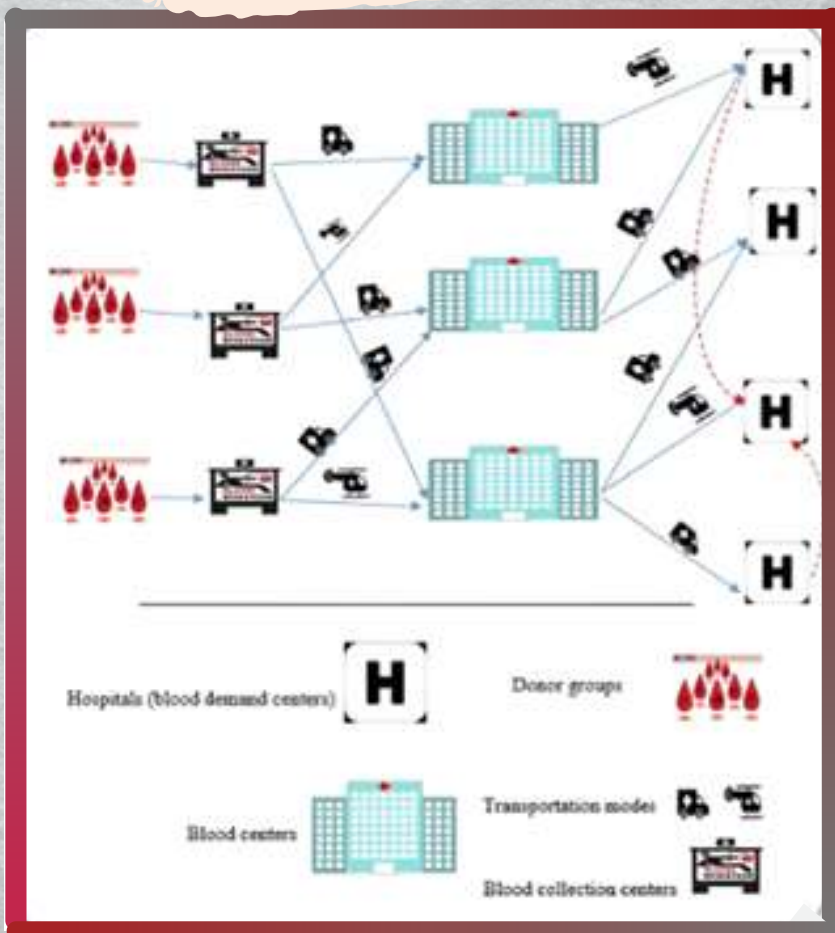 H
H
H
H
Hospitals (blood demand centers)
H
Donor groups
Blood centers
Transportation modes
Blood collection centers